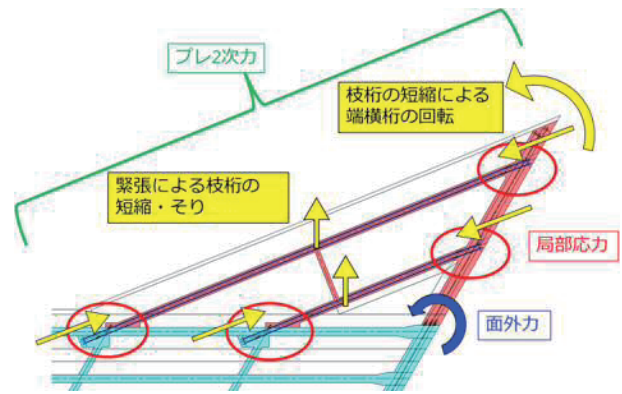 プレ2次力
枝桁の短縮による
端横桁の回転
緊張による枝桁の
短縮・そり
局部応力
面外力